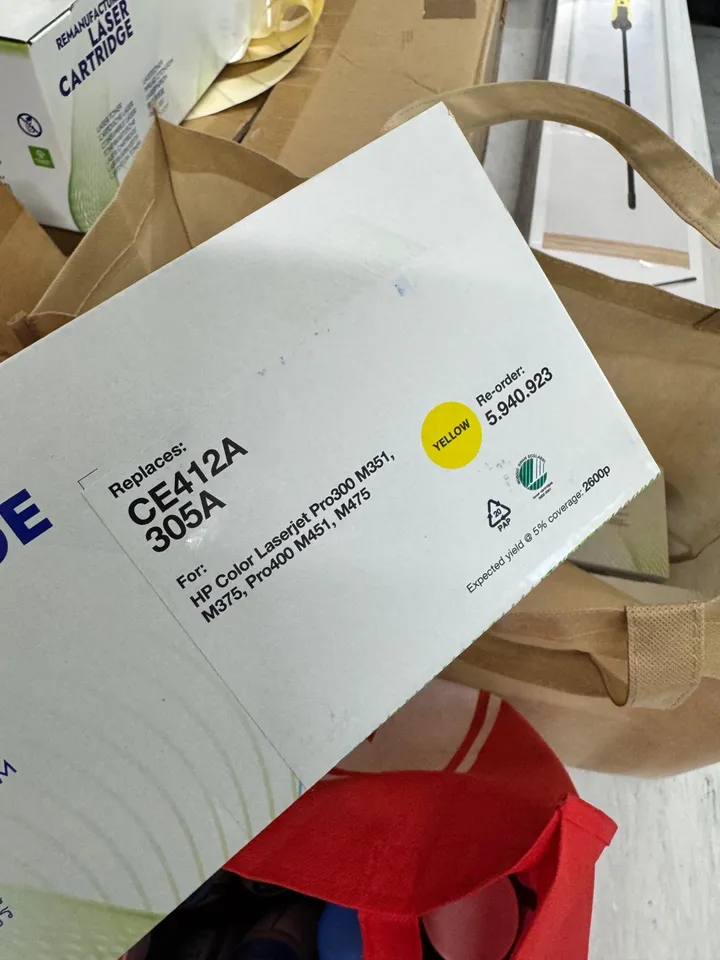 REMANUFACTURED
LASER
CARTRIDGE
Replaces:
CE412A
305A
For:
HP Color Laserjet Pro300 M351,
M375, Pro400 M451, M475
YELLOW
Re-order:
5.940.923
20
PAP
Expected yield @ 5% coverage: 2600p
DE
M